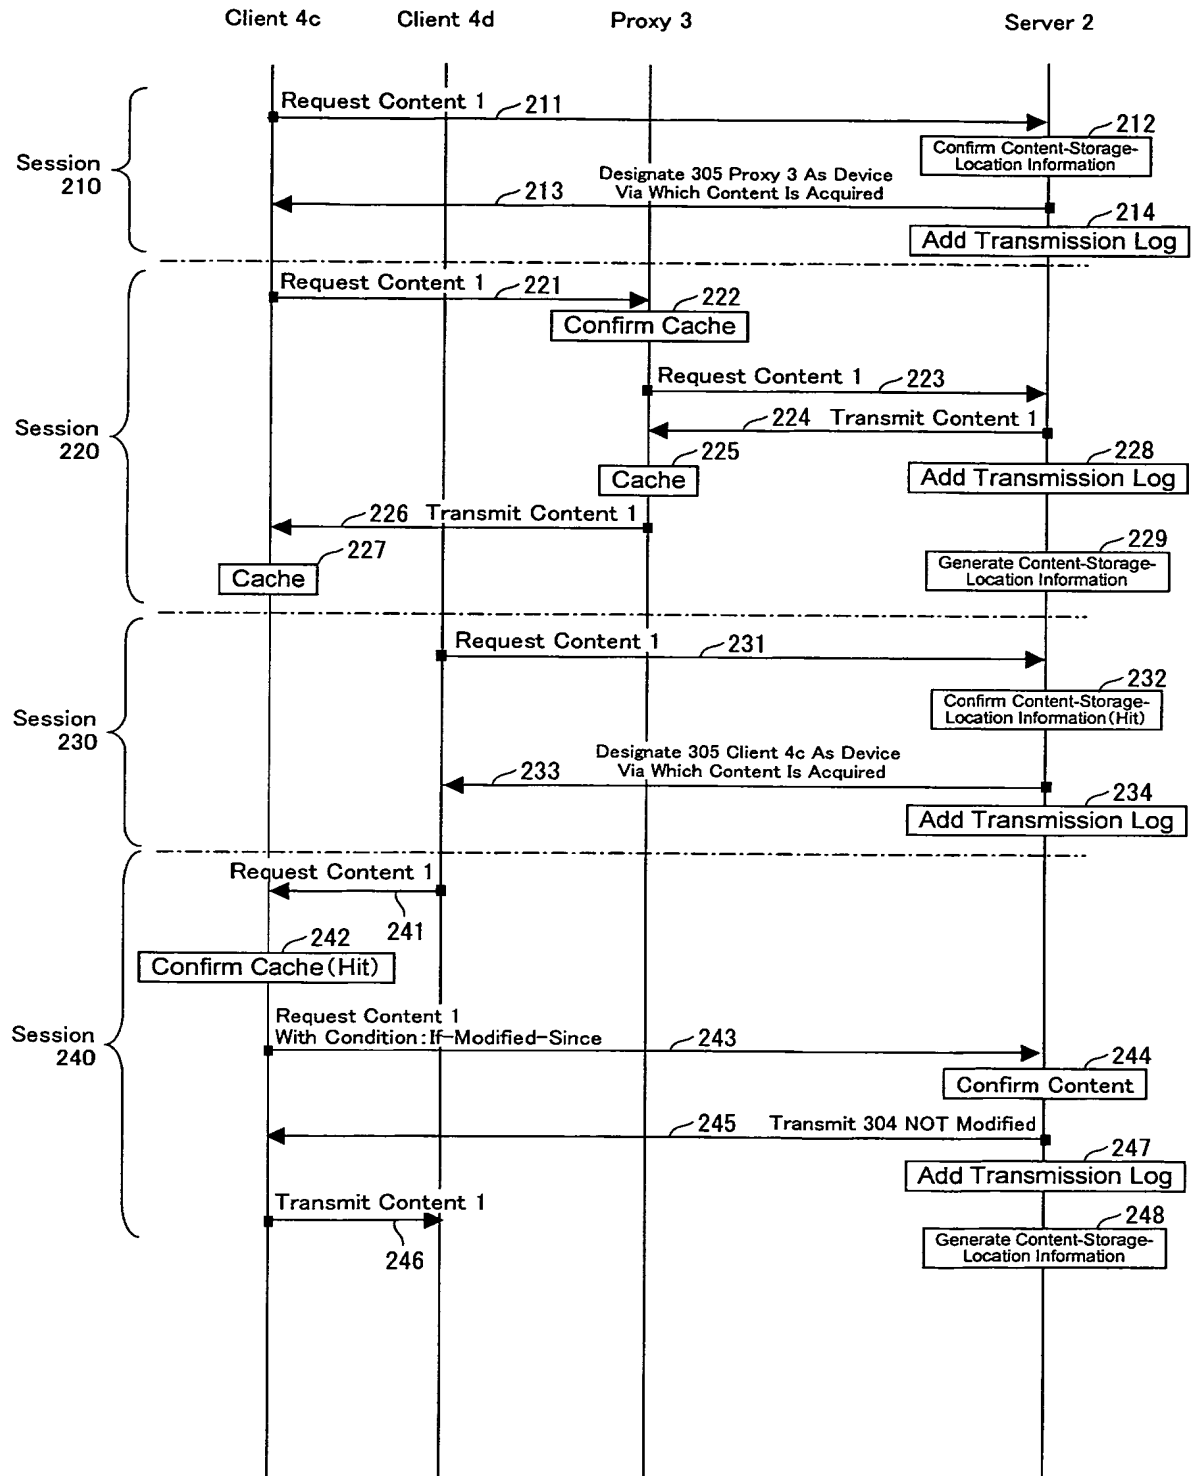 Client 4c
Client 4d
Proxy 3
Server 2
Request Content 1
211
212
Confirm Content-Storage-
Location Information
Session
210
Designate 305 Proxy 3 As Device
Via Which Content Is Acquired
213
214
Add Transmission Log
Request Content 1
221
222
Confirm Cache
Request Content 1
223
224
Transmit Content 1
Session
220
225
Cache
228
Add Transmission Log
226
Transmit Content 1
227
Cache
229
Generate Content-Storage-
Location Information
Request Content 1
231
232
Confirm Content-Storage-
Location Information(Hit)
Session
230
Designate 305 Client 4c As Device
Via Which Content Is Acquired
233
234
Add Transmission Log
Request Content 1
241
242
Confirm Cache(Hit)
Session
240
Request Content 1
With Condition:If-Modified-Since
243
244
Confirm Content
245
Transmit 304 NOT Modified
247
Add Transmission Log
Transmit Content 1
246
248
Generate Content-Storage-
Location Information